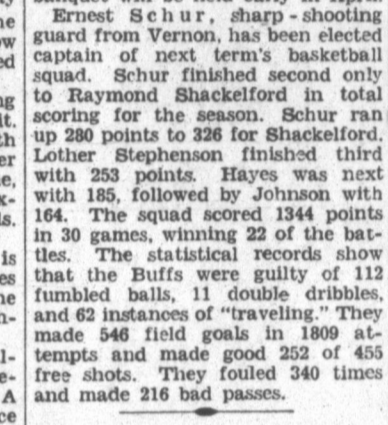 Ernest Schur, sharp-shooting
guard from Vernon, has been elected
captain of next term's basketball
squad. Schur finished second only
to Raymond Shackelford in total
scoring for the season. Schur ran
up 280 points to 326 for Shackelford.
Lother Stephenson finished third
with 253 points. Hayes was next
with 185, followed by Johnson with
164. The squad scored 1344 points
in 30 games, winning 22 of the bat-
tles. The statistical records show
that the Buffs were guilty of 112
fumbled balls, 11 double dribbles,
and 62 instances of "traveling." They
made 546 field goals in 1809 at-
tempts and made good 252 of 455
free shots. They fouled 340 times
and made 216 bad passes.